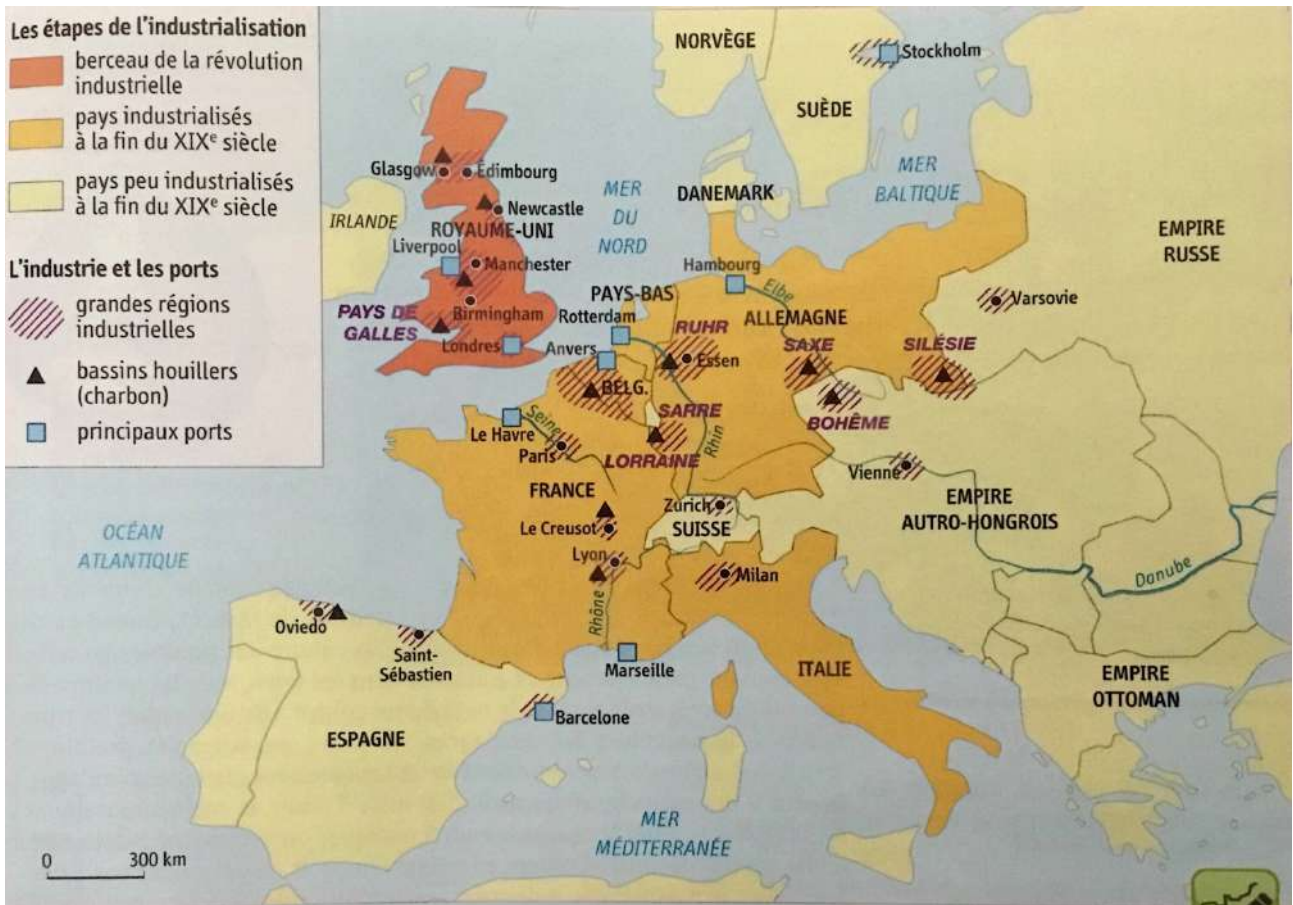 Les étapes de l'industrialisation
berceau de la révolution
industrielle
pays industrialisés
à la fin du XIXe siècle
pays peu industrialisés
à la fin du XIXe siècle
L'industrie et les ports
grandes régions
industrielles
bassins houillers
(charbon)
principaux ports
NORVÈGE
Stockholm
SUÈDE
MER
BALTIQUE
Glasgow
Édimbourg
MER
DU
NORD
DANEMARK
IRLANDE
Newcastle
ROYAUME-UNI
EMPIRE
RUSSE
Liverpool
Manchester
Hambourg
Elbe
PAYS DE
GALLES
Birmingham
PAYS-BAS
Rotterdam
ALLEMAGNE
Varsovie
Londres
Anvers
RUHR
Essen
SAXE
SILÉSIE
BELG.
SARRE
BOHÊME
Le Havre
Seine
Rhin
Paris
LORRAINE
Vienne
FRANCE
Zurich
SUISSE
EMPIRE
AUTRO-HONGROIS
Le Creusot
OCÉAN
ATLANTIQUE
Lyon
Milan
Danube
Rhône
Oviedo
Saint-
Sébastien
Marseille
ITALIE
EMPIRE
OTTOMAN
Barcelone
ESPAGNE
MER
MÉDITERRANÉE
0 300 km